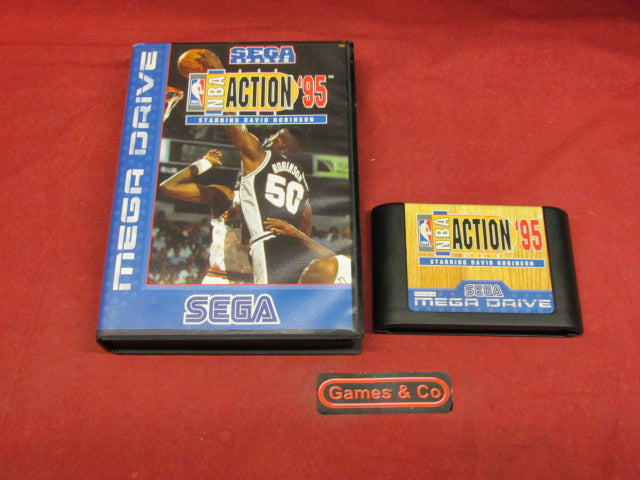 MEGA DRIVE
SEGA
NBA
ACTION '95
STARRING DAVID ROBINSON
ROBINSON
50
SEGA
NBA
ACTION '95
STARRING DAVID ROBINSON
SEGA
MEGA DRIVE
Games & Co